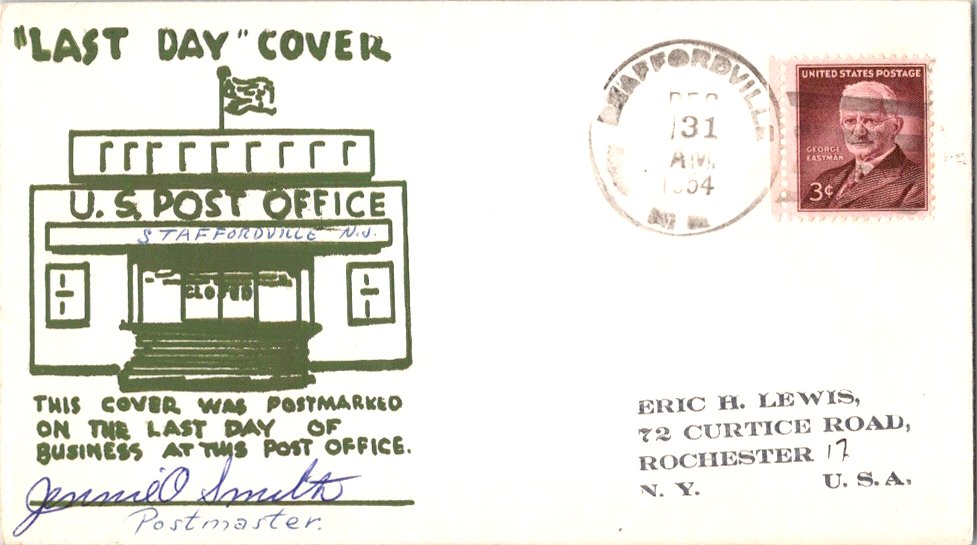 "LAST DAY" COVER
U.S. POST OFFICE
STAFFORDVILLE N.J.
CLOSED
THIS COVER WAS POSTMARKED
ON THE LAST DAY OF
BUSINESS AT THIS POST OFFICE.
Jennie O Smith
Postmaster.
STAFFORDVILLE
DEC
31
AM
1954
N.J.
UNITED STATES POSTAGE
GEORGE
EASTMAN
3¢
ERIC H. LEWIS,
72 CURTICE ROAD,
ROCHESTER 17
N. Y. U. S. A.